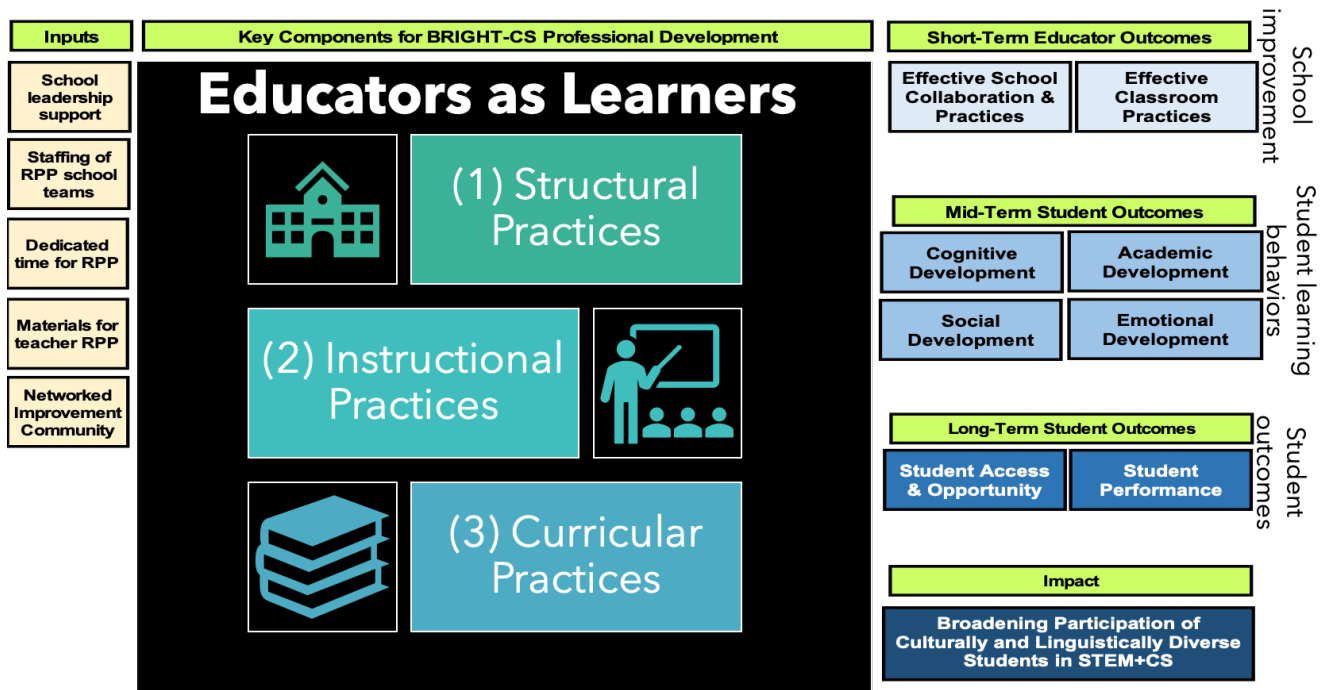 Inputs
School
leadership
support
Staffing of
RPP school
teams
Dedicated
time for RPP
Materials for
teacher RPP
Networked
Improvement
Community
Key Components for BRIGHT-CS Professional Development
Educators as Learners
(1) Structural
Practices
(2) Instructional
Practices
(3) Curricular
Practices
Short-Term Educator Outcomes
Effective School
Collaboration &
Practices
Effective
Classroom
Practices
School
improvement
Mid-Term Student Outcomes
Cognitive
Development
Academic
Development
Social
Development
Emotional
Development
Student learning
behaviors
Long-Term Student Outcomes
Student Access
& Opportunity
Student
Performance
Student
outcomes
Impact
Broadening Participation of
Culturally and Linguistically Diverse
Students in STEM+CS